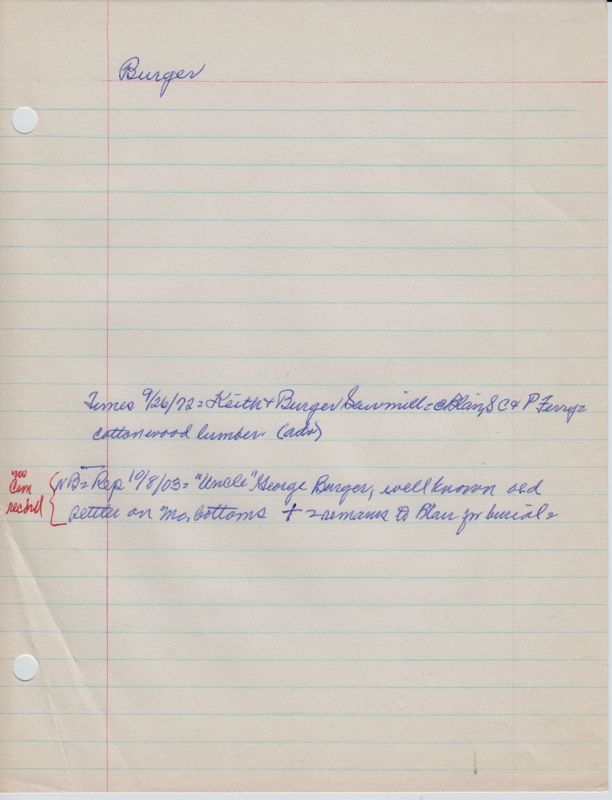 Burger
Times 9/26/72 = Keith & Burger Sawmill = Blair, S C & P Ferry =
cottonwood lumber. (adv)
no
Cem
record
NB = Rep 10/8/03 = "Uncle" George Burger, well known old
settler on Mo. bottoms † = remains to Blair for burial =